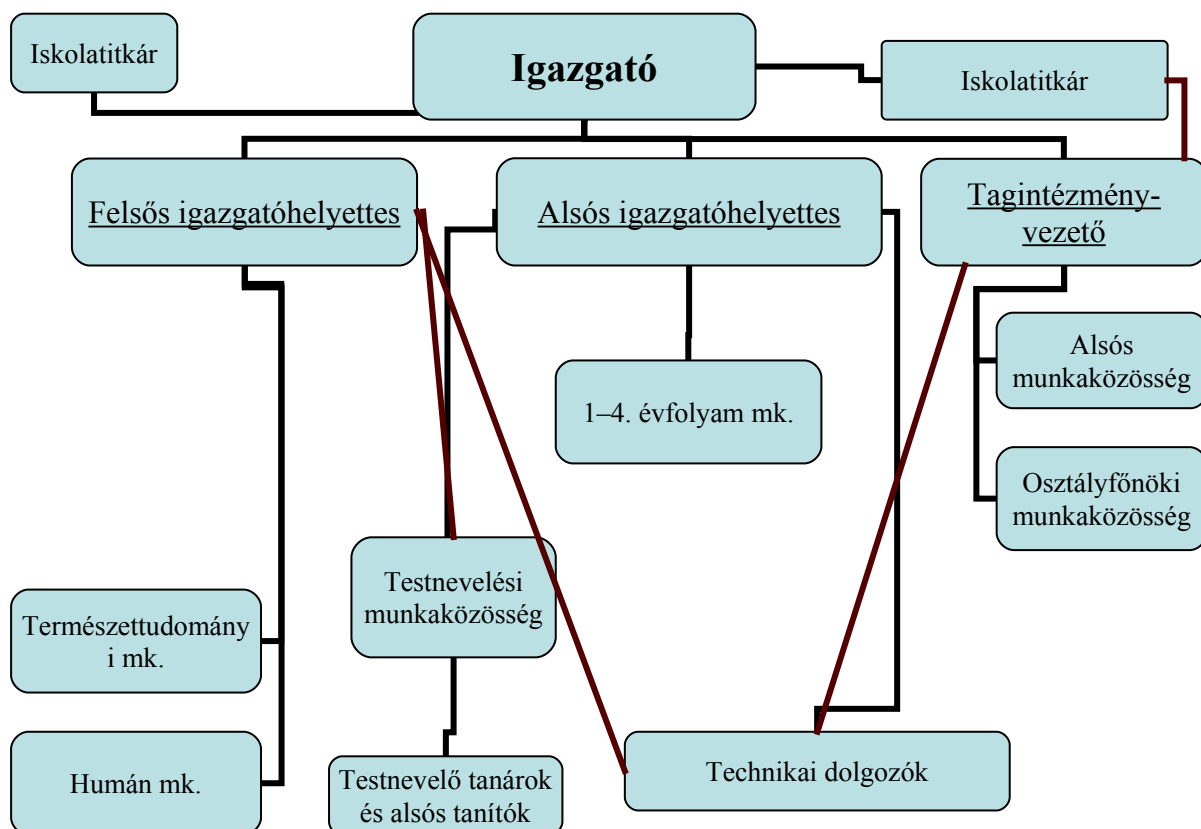 Iskolatitkár
Igazgató
Iskolatitkár
Felsős igazgatóhelyettes
Alsós igazgatóhelyettes
Tagintézmény-
vezető
Alsós
munkaközösség
1–4. évfolyam mk.
Osztályfőnöki
munkaközösség
Testnevelési
munkaközösség
Természettudomány
i mk.
Humán mk.
Testnevelő tanárok
és alsós tanítók
Technikai dolgozók